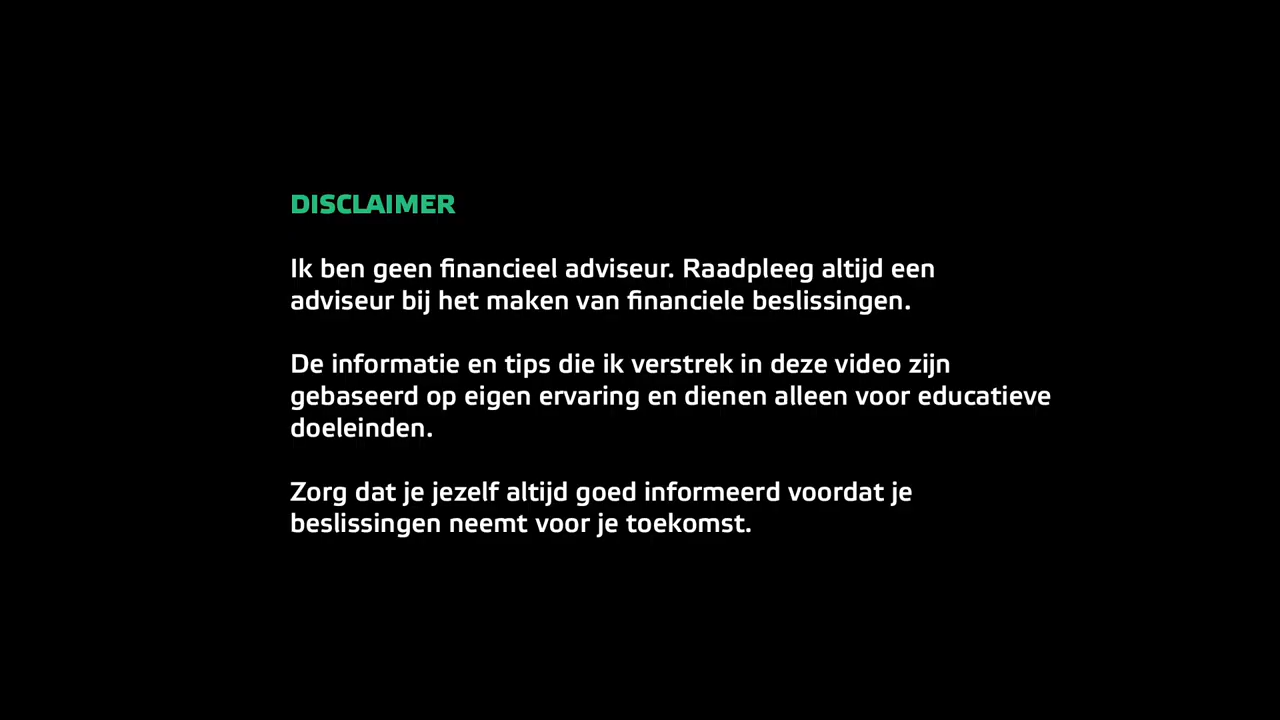 DISCLAIMER
Ik ben geen financieel adviseur. Raadpleeg altijd een
adviseur bij het maken van financiele beslissingen.
De informatie en tips die ik verstrek in deze video zijn
gebaseerd op eigen ervaring en dienen alleen voor educatieve
doeleinden.
Zorg dat je jezelf altijd goed informeerd voordat je
beslissingen neemt voor je toekomst.